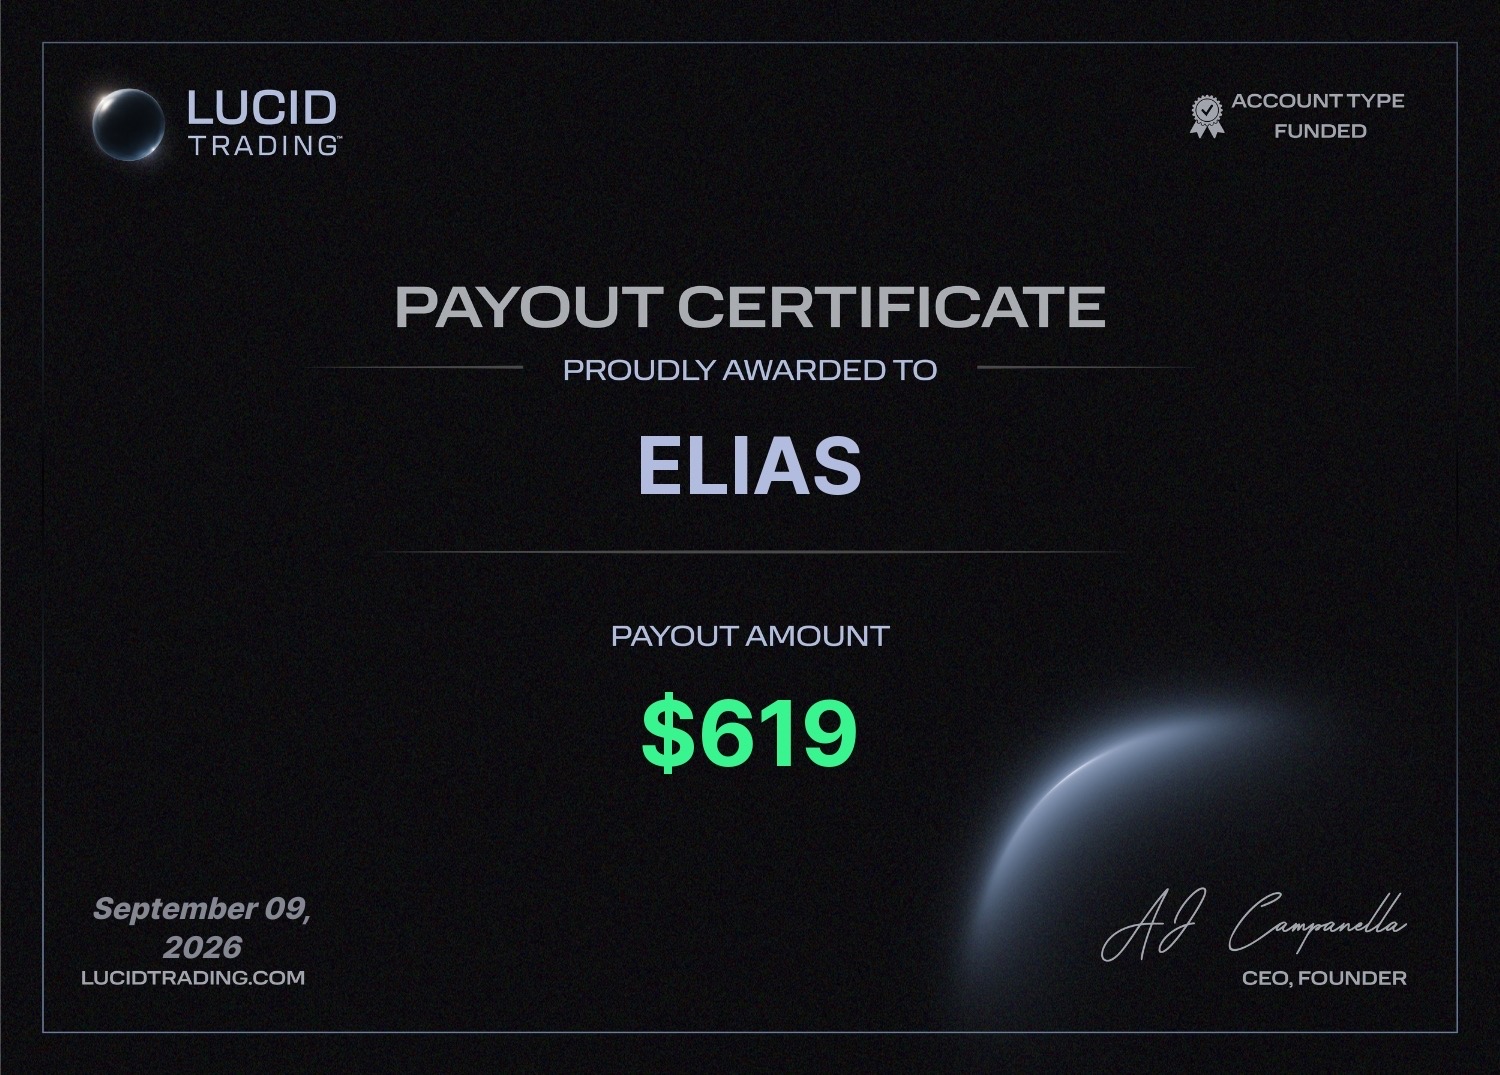 LUCID
TRADING™
ACCOUNT TYPE
FUNDED
PAYOUT CERTIFICATE
PROUDLY AWARDED TO
ELIAS
PAYOUT AMOUNT
$619
September 09,
2026
LUCIDTRADING.COM
AJ Campanella
CEO, FOUNDER